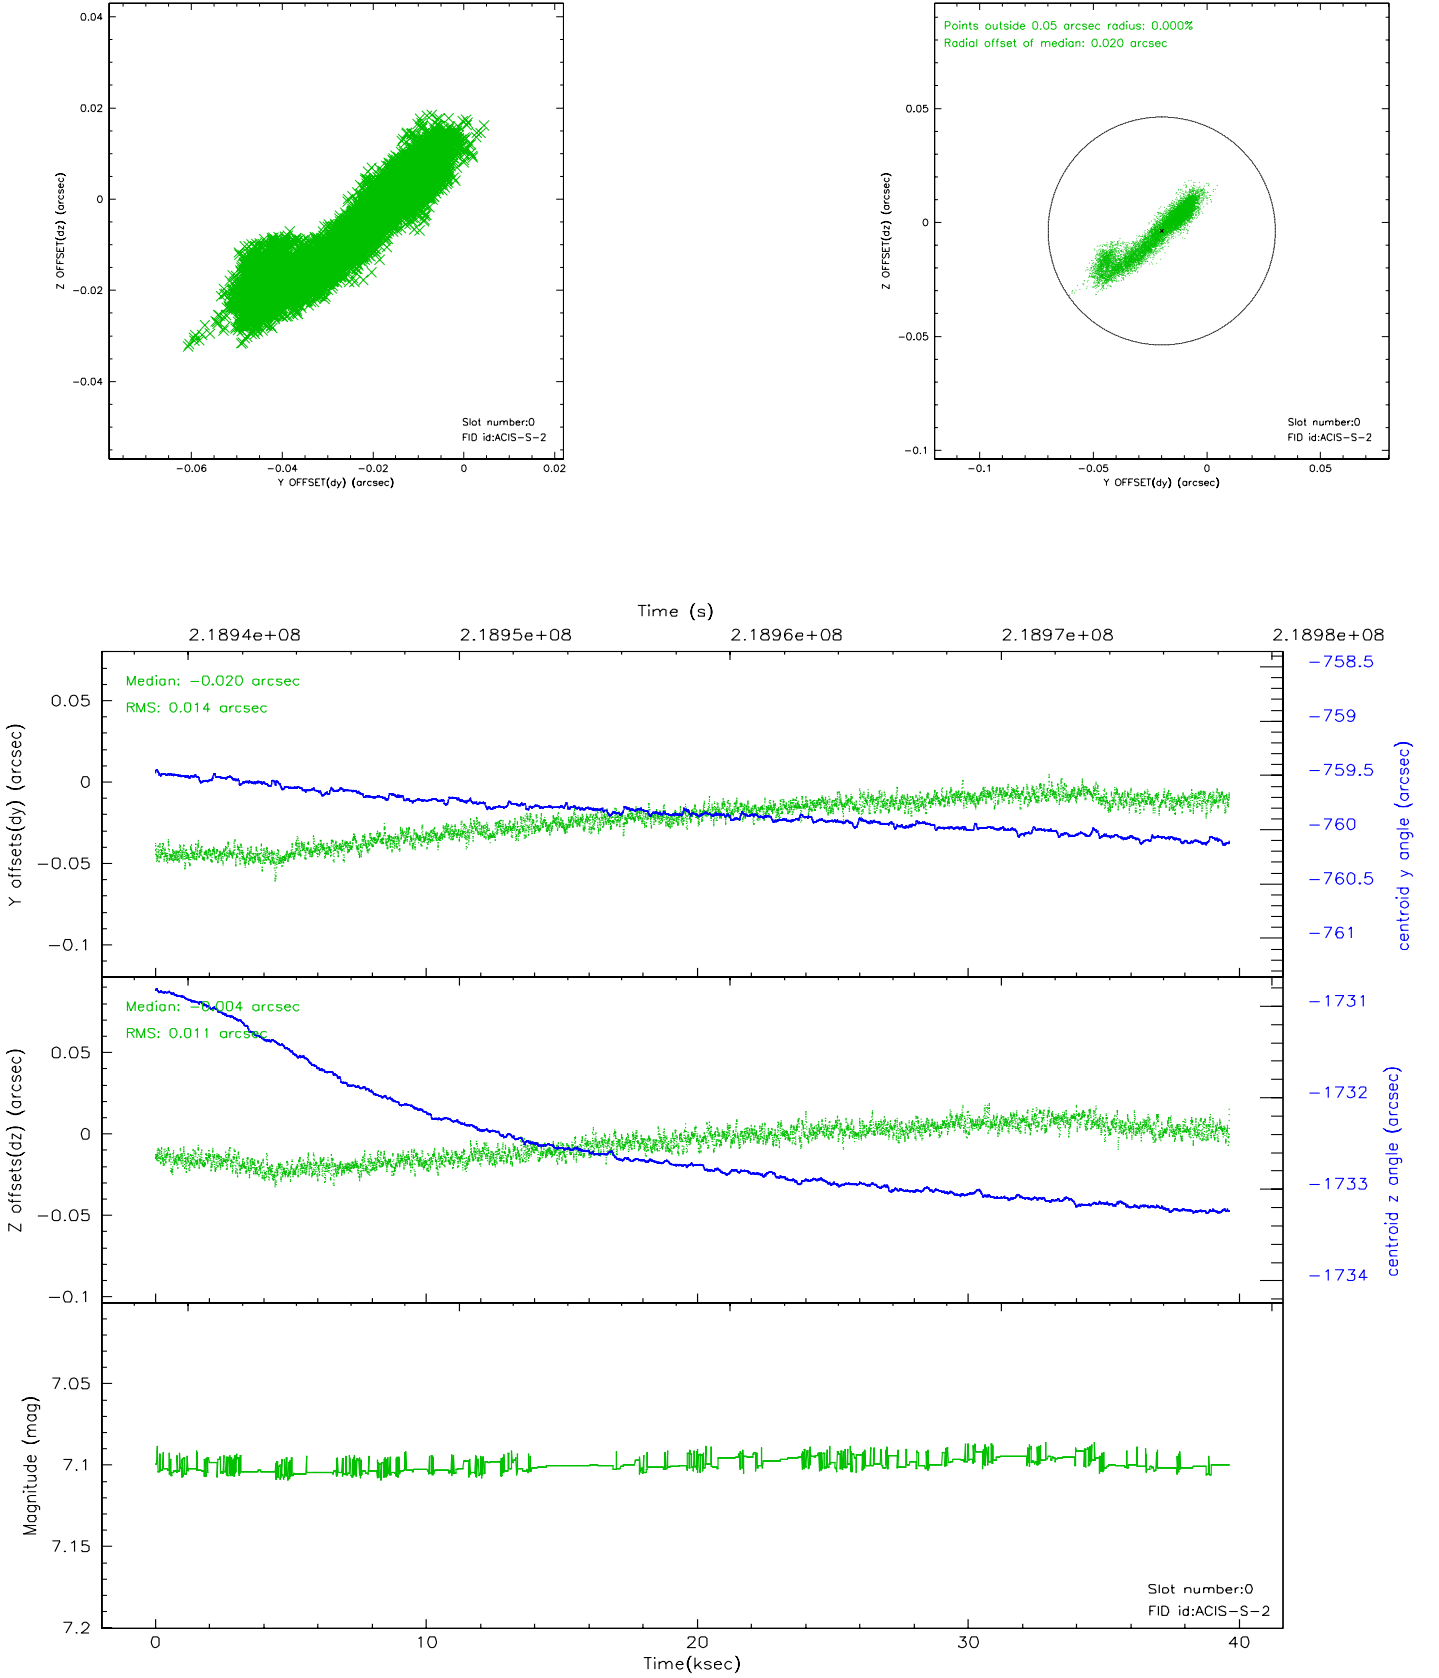 0.04
0.02
0
−0.02
−0.04
Z OFFSET(dz) (arcsec)
Slot number:0
FID id:ACIS−S−2
−0.06 −0.04 −0.02 0 0.02
Y OFFSET(dy) (arcsec)
Points outside 0.05 arcsec radius: 0.000%
Radial offset of median: 0.020 arcsec
0.05
0
−0.05
−0.1
Z OFFSET(dz) (arcsec)
Slot number:0
FID id:ACIS−S−2
−0.1 −0.05 0 0.05
Y OFFSET(dy) (arcsec)
Time (s)
2.1894e+08 2.1895e+08 2.1896e+08 2.1897e+08 2.1898e+08
Median: −0.020 arcsec
RMS: 0.014 arcsec
0.05
0
−0.05
−0.1
Y offsets(dy) (arcsec)
−758.5
−759
−759.5
−760
−760.5
−761
centroid y angle (arcsec)
Median: −0.004 arcsec
RMS: 0.011 arcsec
0.05
0
−0.05
−0.1
Z offsets(dz) (arcsec)
−1731
−1732
−1733
−1734
centroid z angle (arcsec)
7.05
7.1
7.15
7.2
Magnitude (mag)
Slot number:0
FID id:ACIS−S−2
0 10 20 30 40
Time(ksec)